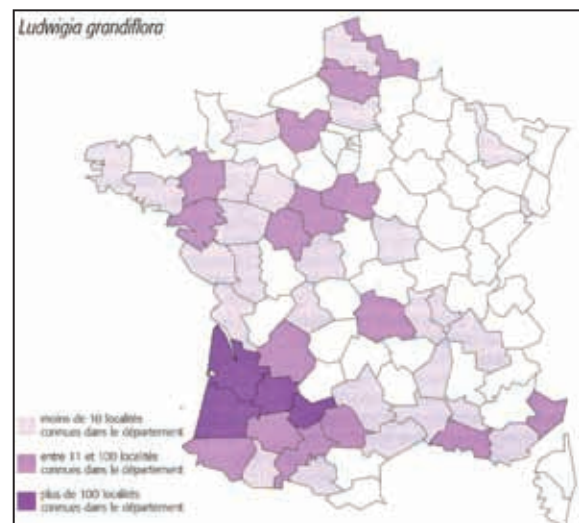 Ludwigia grandiflora
moins de 10 localités
connues dans le département
entre 11 et 100 localités
connues dans le département
plus de 100 localités
connues dans le département